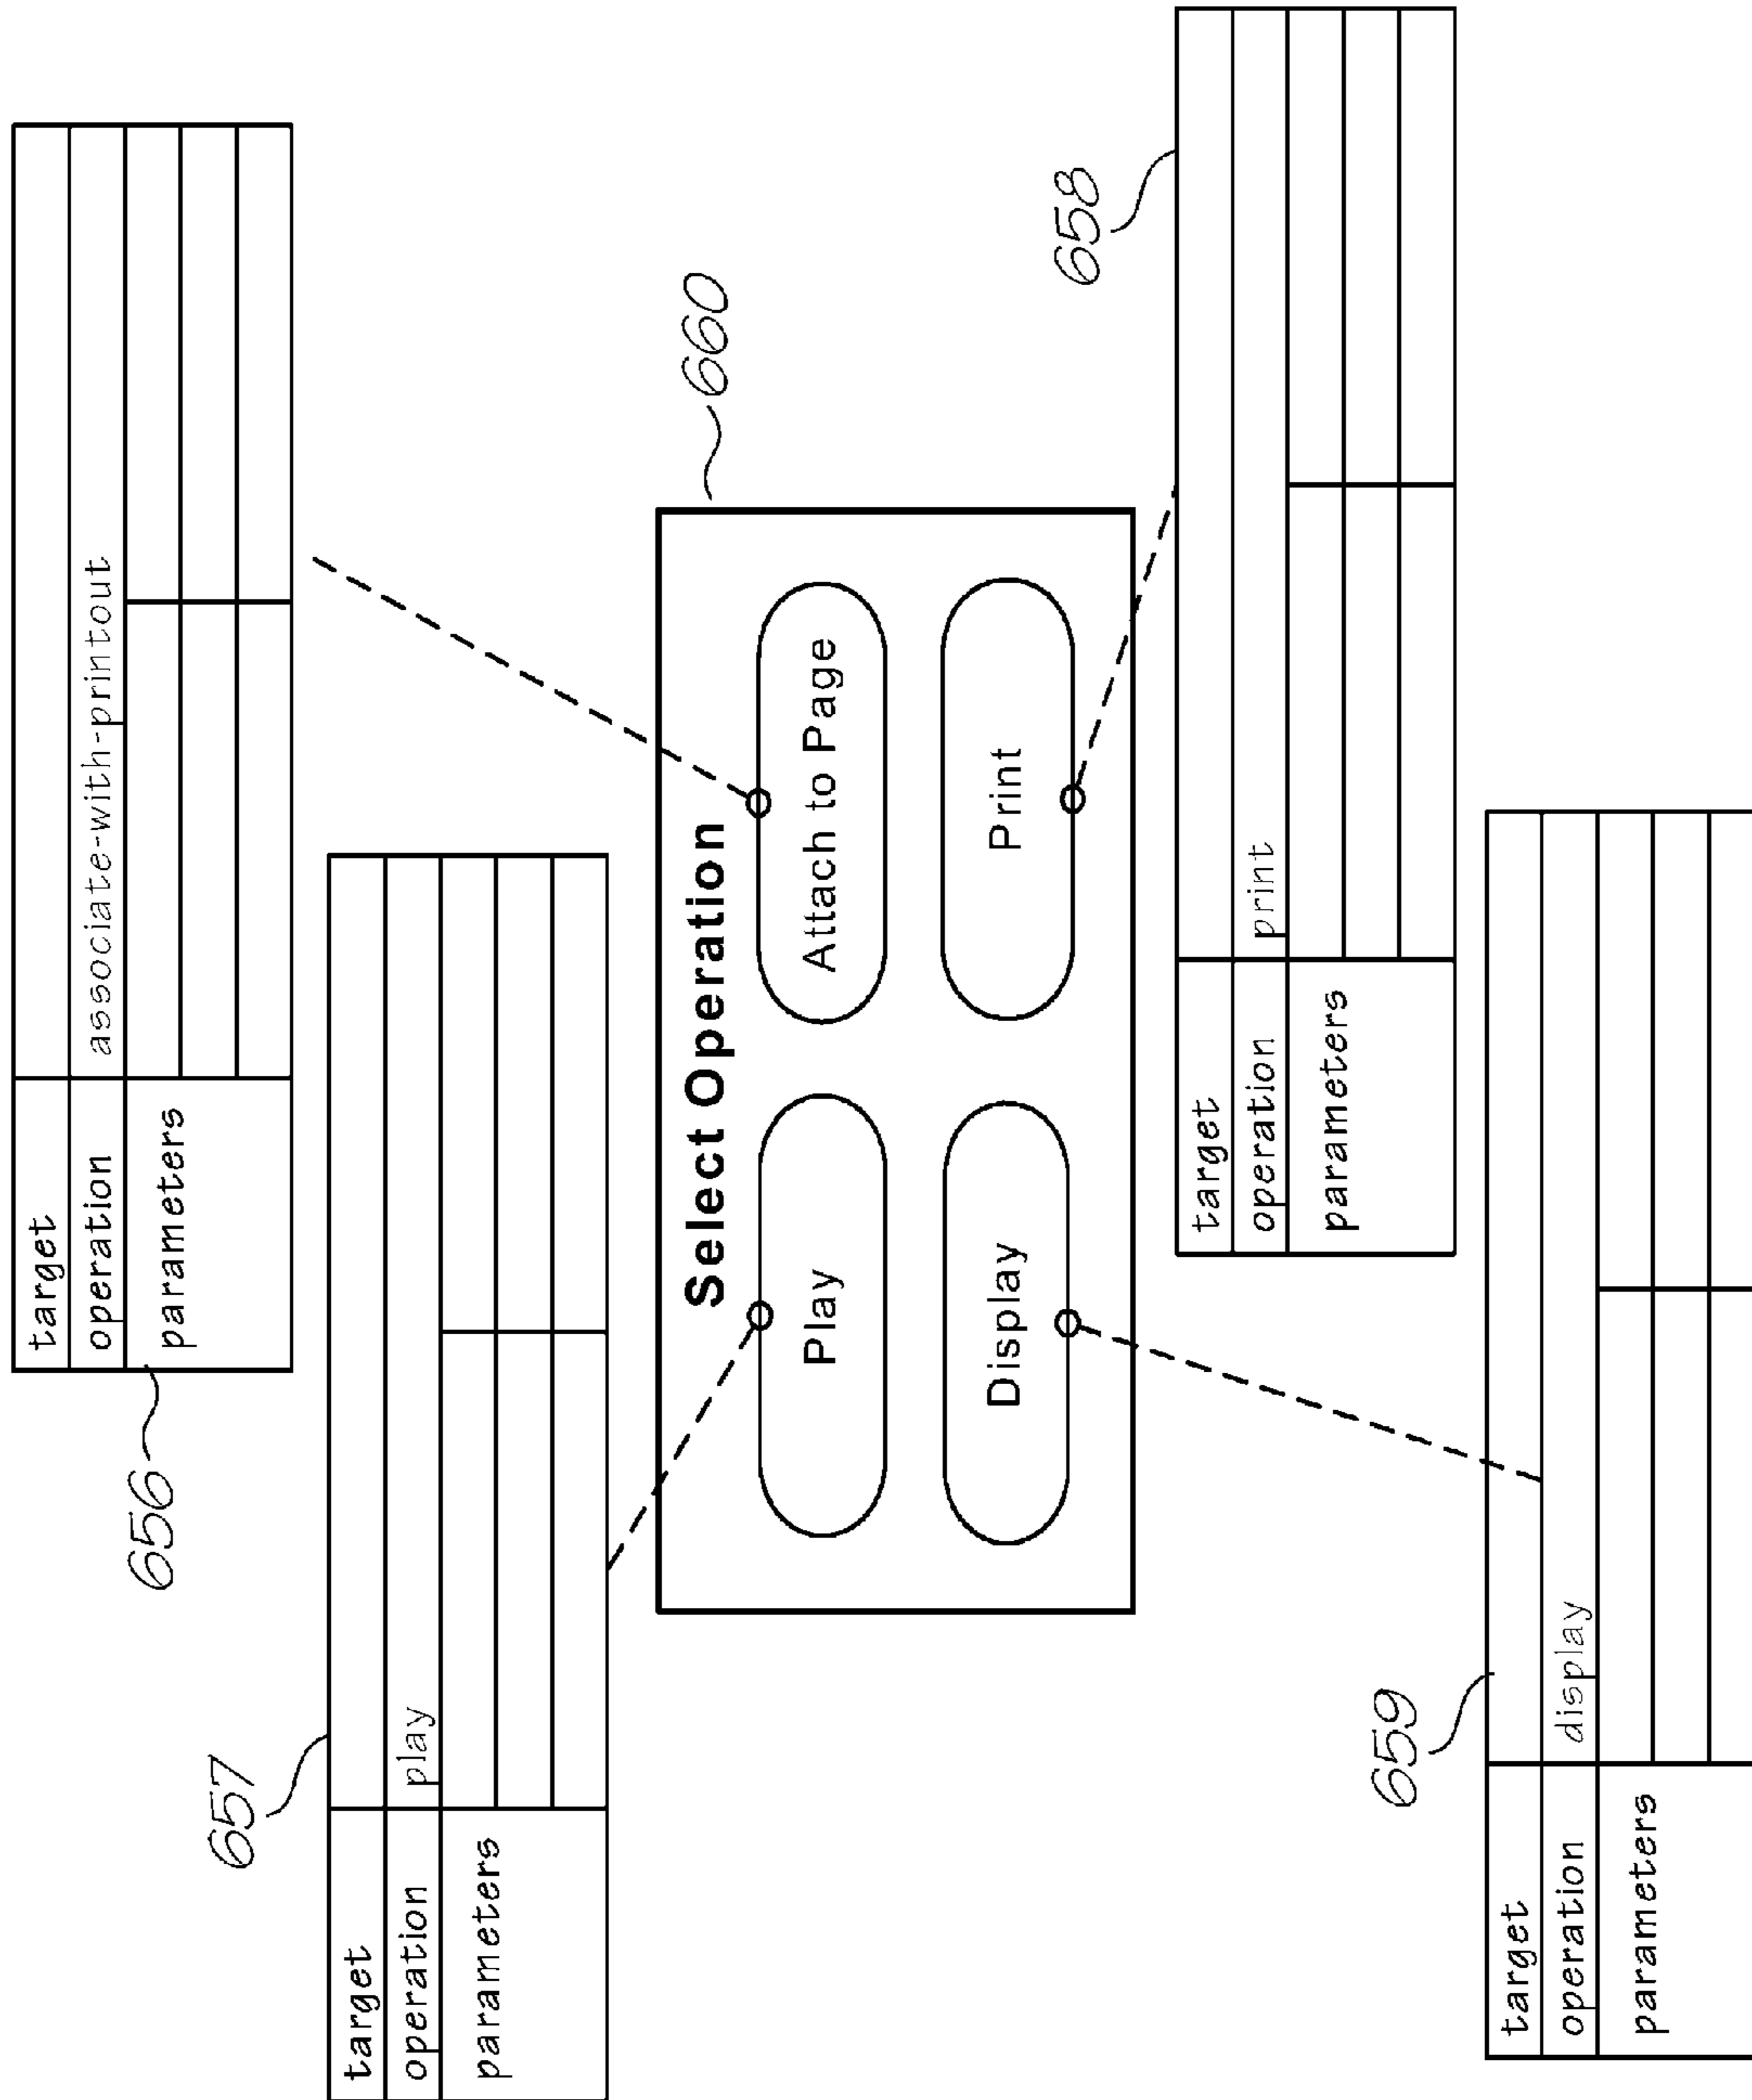 target
operation associate-with-printout
parameters
656
657
target
operation play
parameters
660
Select Operation
Play Attach to Page
Display Print
658
target
operation print
parameters
659
target
operation display
parameters